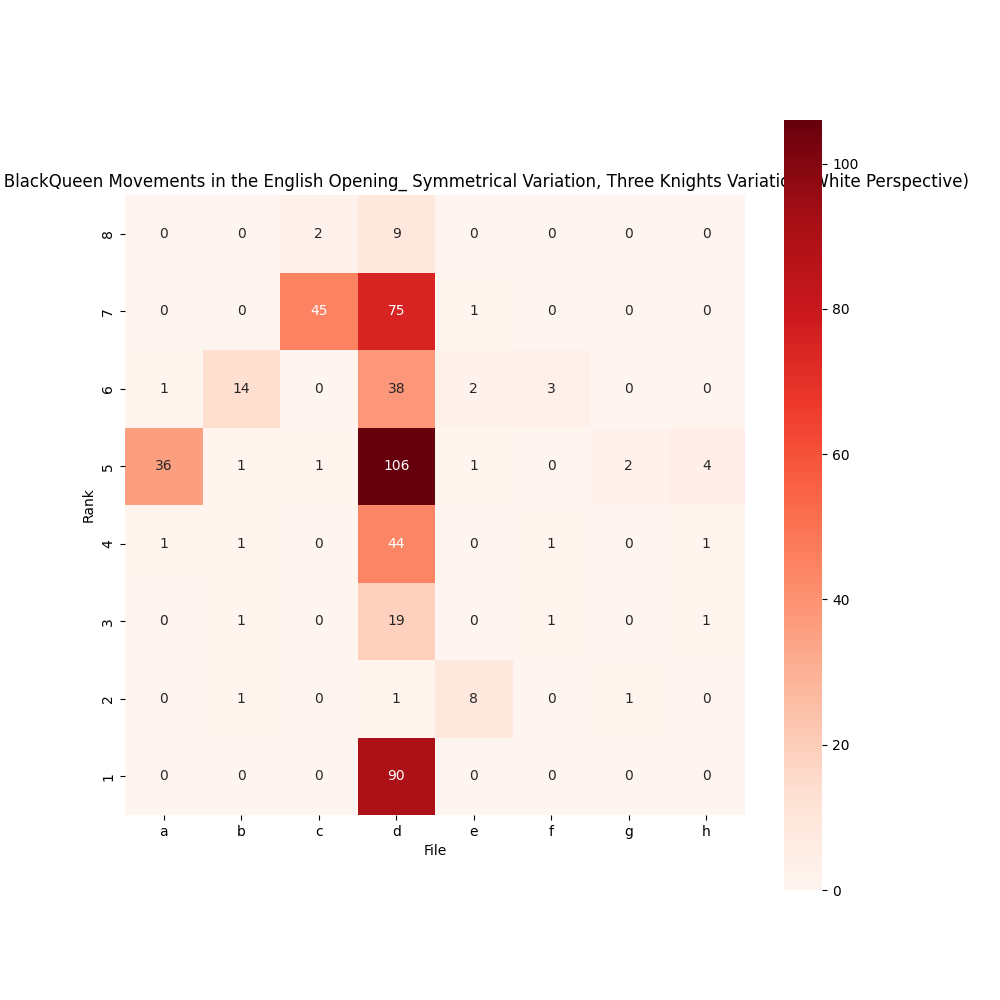 BlackQueen Movements in the English Opening_ Symmetrical Variation, Three Knights Variation (White Perspective)
100
8 0 0 2 9 0 0 0 0
7 0 0 45 75 1 0 0 0
80
6 1 14 0 38 2 3 0 0
60
5 36 1 1 106 1 0 2 4
Rank
4 1 1 0 44 0 1 0 1
40
3 0 1 0 19 0 1 0 1
2 0 1 0 1 8 0 1 0
20
1 0 0 0 90 0 0 0 0
a b c d e f g h
File
0